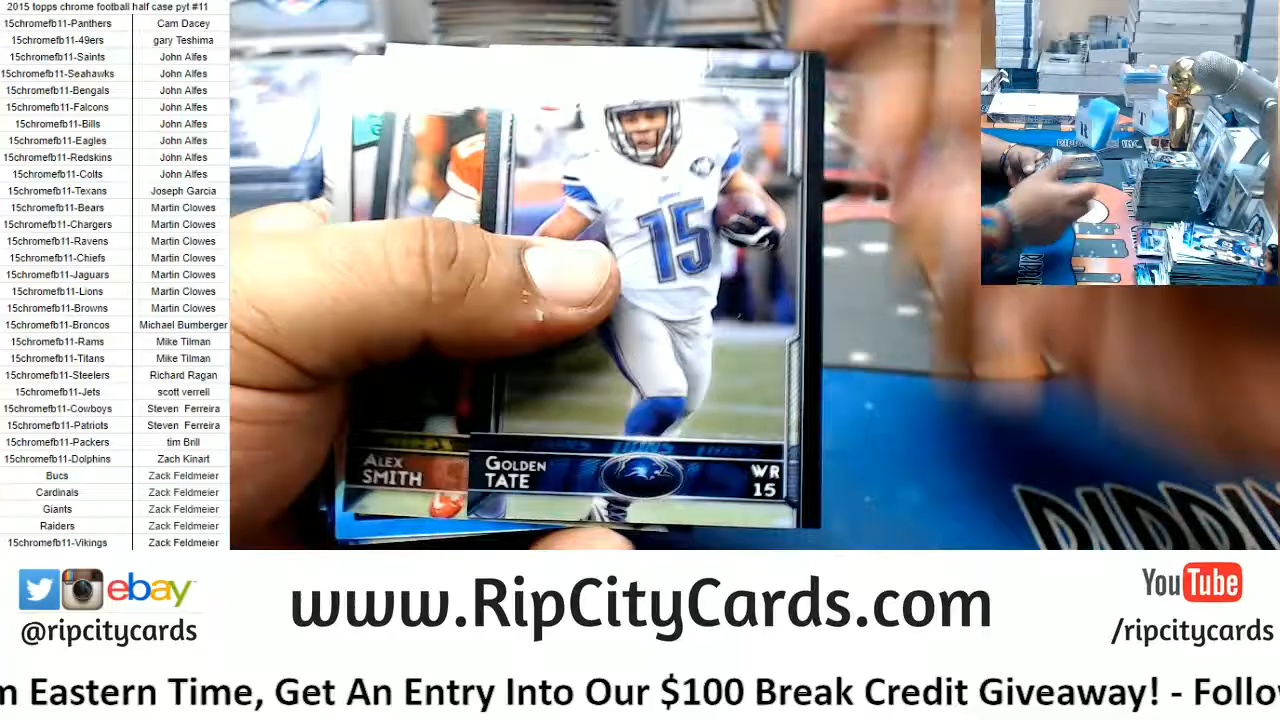 2015 topps chrome football half case pyt #11
15chromefb11-Panthers Cam Dacey
15chromefb11-49ers gary Teshima
15chromefb11-Saints John Alfes
15chromefb11-Seahawks John Alfes
15chromefb11-Bengals John Alfes
15chromefb11-Falcons John Alfes
15chromefb11-Bills John Alfes
15chromefb11-Eagles John Alfes
15chromefb11-Redskins John Alfes
15chromefb11-Colts John Alfes
15chromefb11-Texans Joseph Garcia
15chromefb11-Bears Martin Clowes
15chromefb11-Chargers Martin Clowes
15chromefb11-Ravens Martin Clowes
15chromefb11-Chiefs Martin Clowes
15chromefb11-Jaguars Martin Clowes
15chromefb11-Lions Martin Clowes
15chromefb11-Browns Martin Clowes
15chromefb11-Broncos Michael Bumberger
15chromefb11-Rams Mike Tilman
15chromefb11-Titans Mike Tilman
15chromefb11-Steelers Richard Ragan
15chromefb11-Jets scott verrell
15chromefb11-Cowboys Steven Ferreira
15chromefb11-Patriots Steven Ferreira
15chromefb11-Packers tim Brill
15chromefb11-Dolphins Zach Kinart
Bucs Zack Feldmeier
Cardinals Zack Feldmeier
Giants Zack Feldmeier
Raiders Zack Feldmeier
15chromefb11-Vikings Zack Feldmeier
15
ALEX
SMITH
GOLDEN
TATE
WR
15
ebay
@ripcitycards
www.RipCityCards.com
YouTube
/ripcitycards
m Eastern Time, Get An Entry Into Our $100 Break Credit Giveaway! - Follo